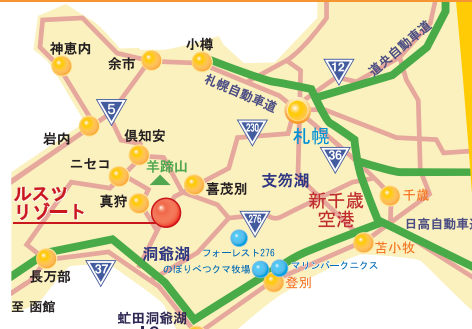 神恵内
余市
小樽
札幌自動車道
道央自動車道
12
5
230
札幌
36
岩内
倶知安
羊蹄山
ニセコ
喜茂別
支笏湖
真狩
ルスツ
リゾート
新千歳
空港
千歳
276
日高自動車道
洞爺湖
フォーレスト276
苫小牧
のぼりべつクマ牧場
マリンパークニクス
長万部
37
登別
至 函館
虻田洞爺湖